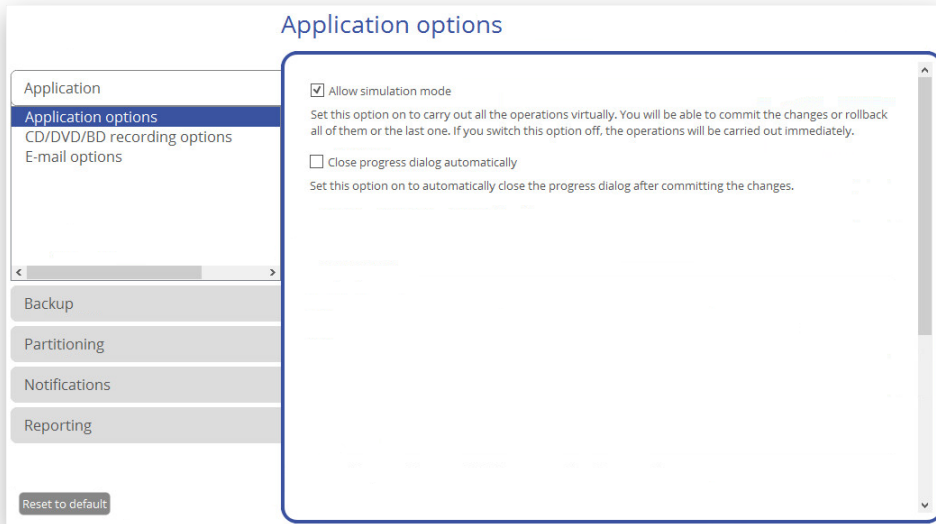 Application options
Application
Application options
CD/DVD/BD recording options
E-mail options
Backup
Partitioning
Notifications
Reporting
Reset to default
Allow simulation mode
Set this option on to carry out all the operations virtually. You will be able to commit the changes or rollback
all of them or the last one. If you switch this option off, the operations will be carried out immediately.
Close progress dialog automatically
Set this option on to automatically close the progress dialog after committing the changes.